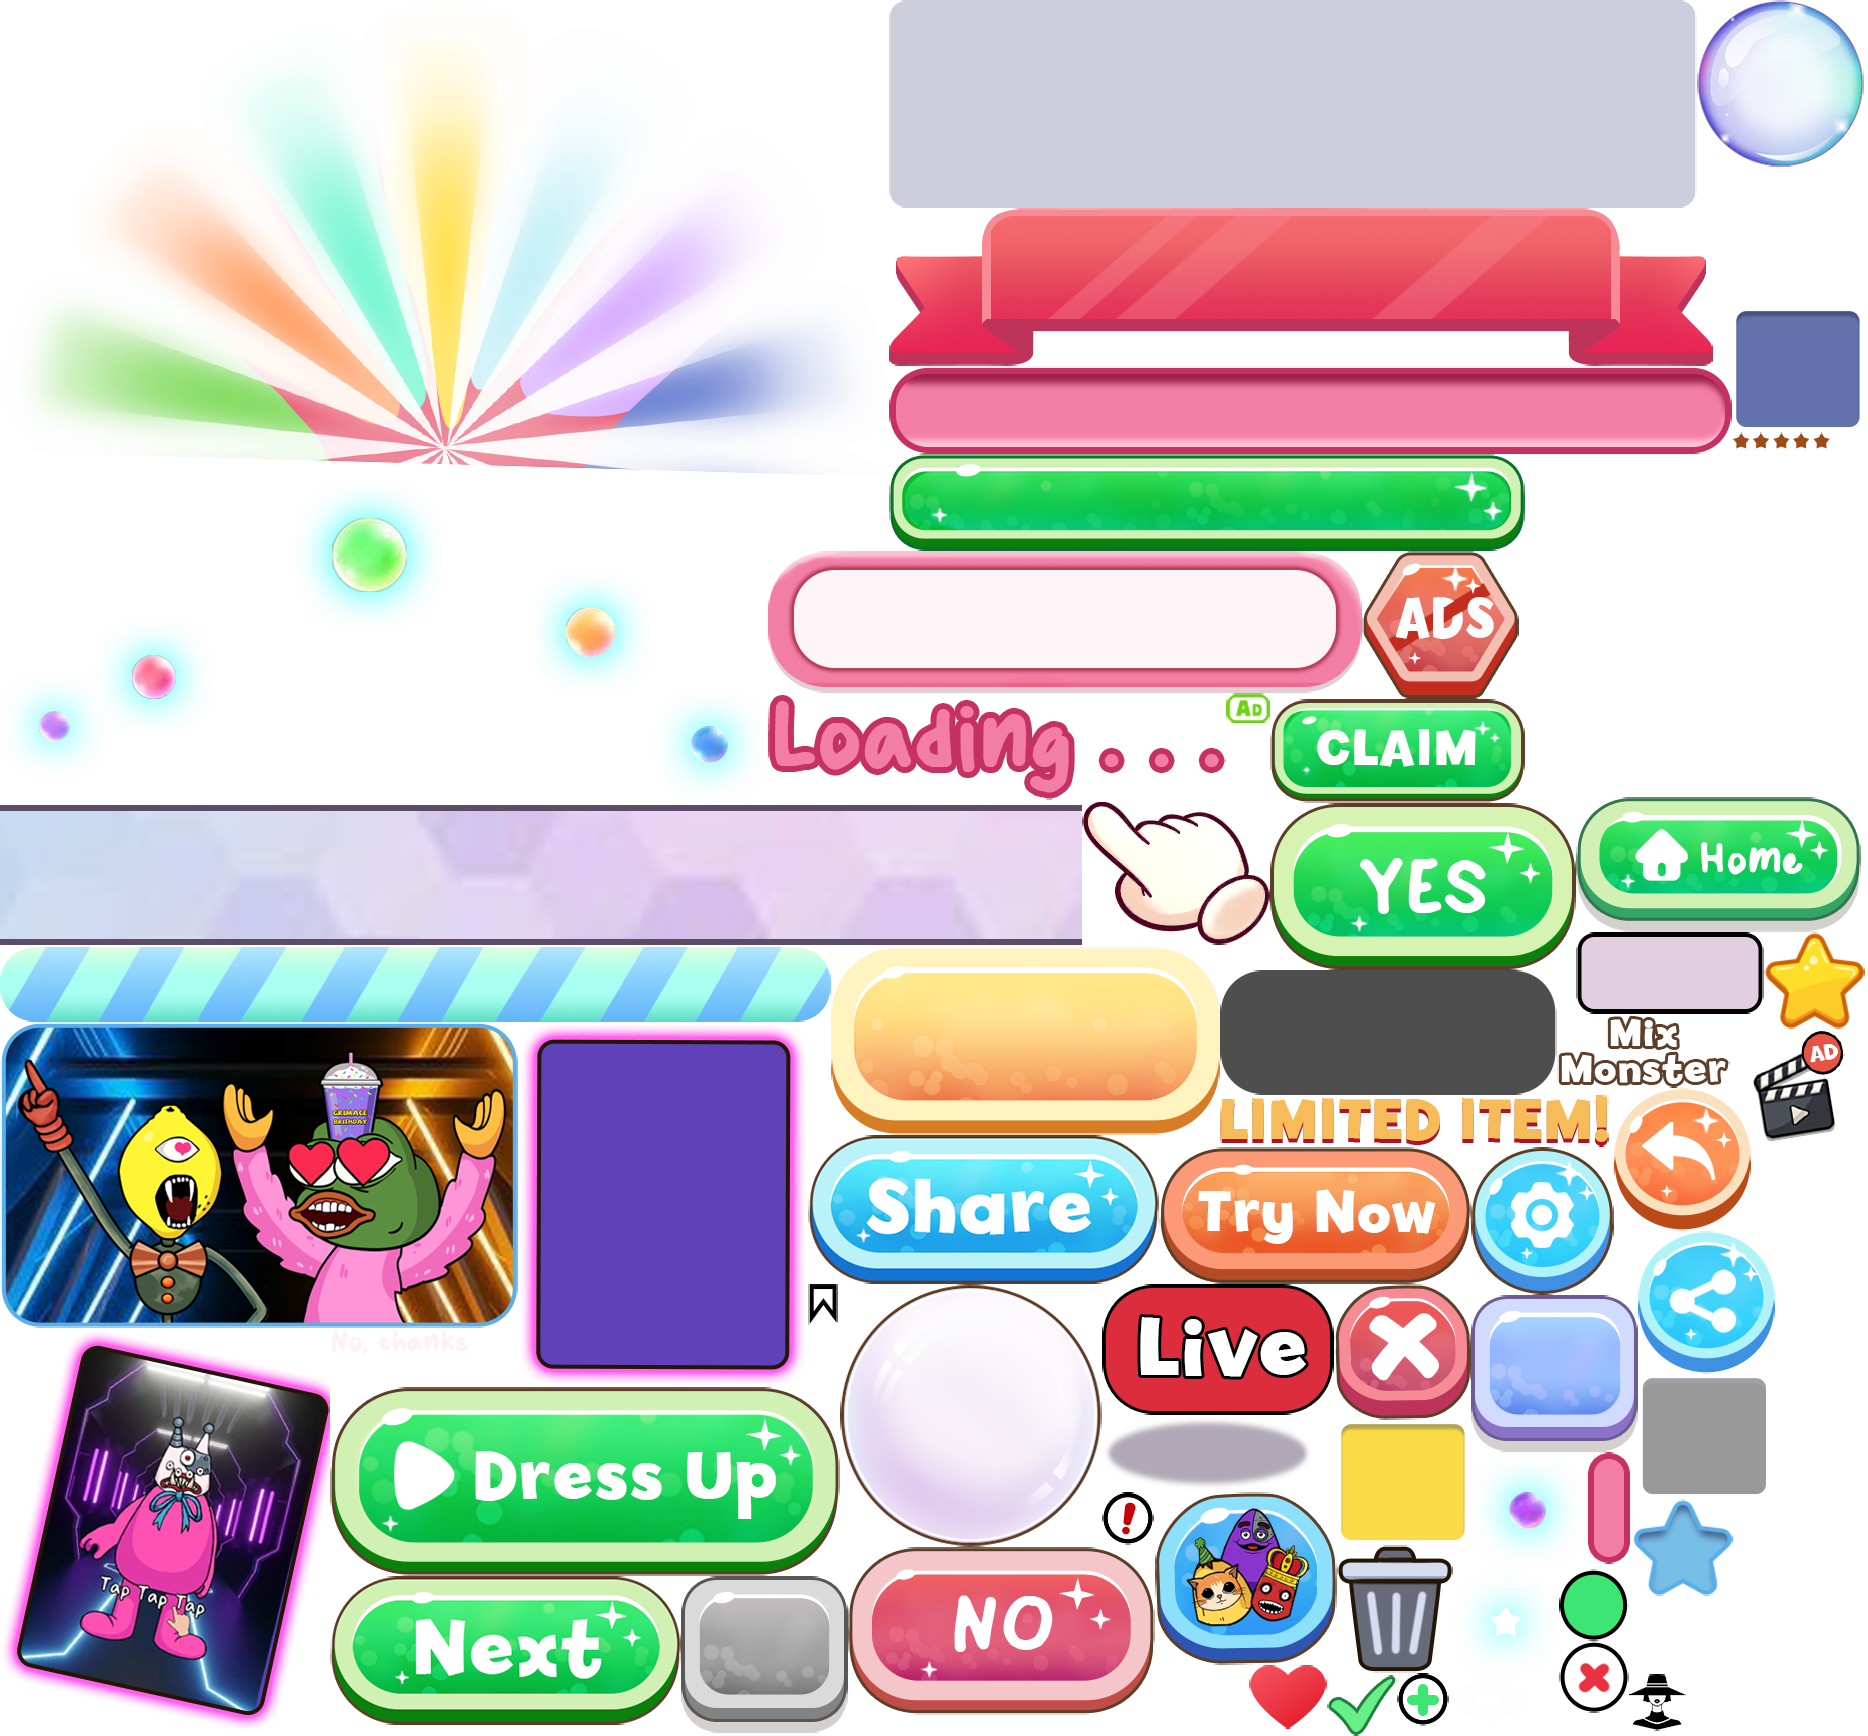 ADS
Loading...
AD
CLAIM
YES
Home
Mix
Monster
AD
GRIMACE
BRITHDAY
LIMITED ITEM!
Share
Try Now
No, thanks
Live
Dress Up
Tap Tap Tap
Next
NO